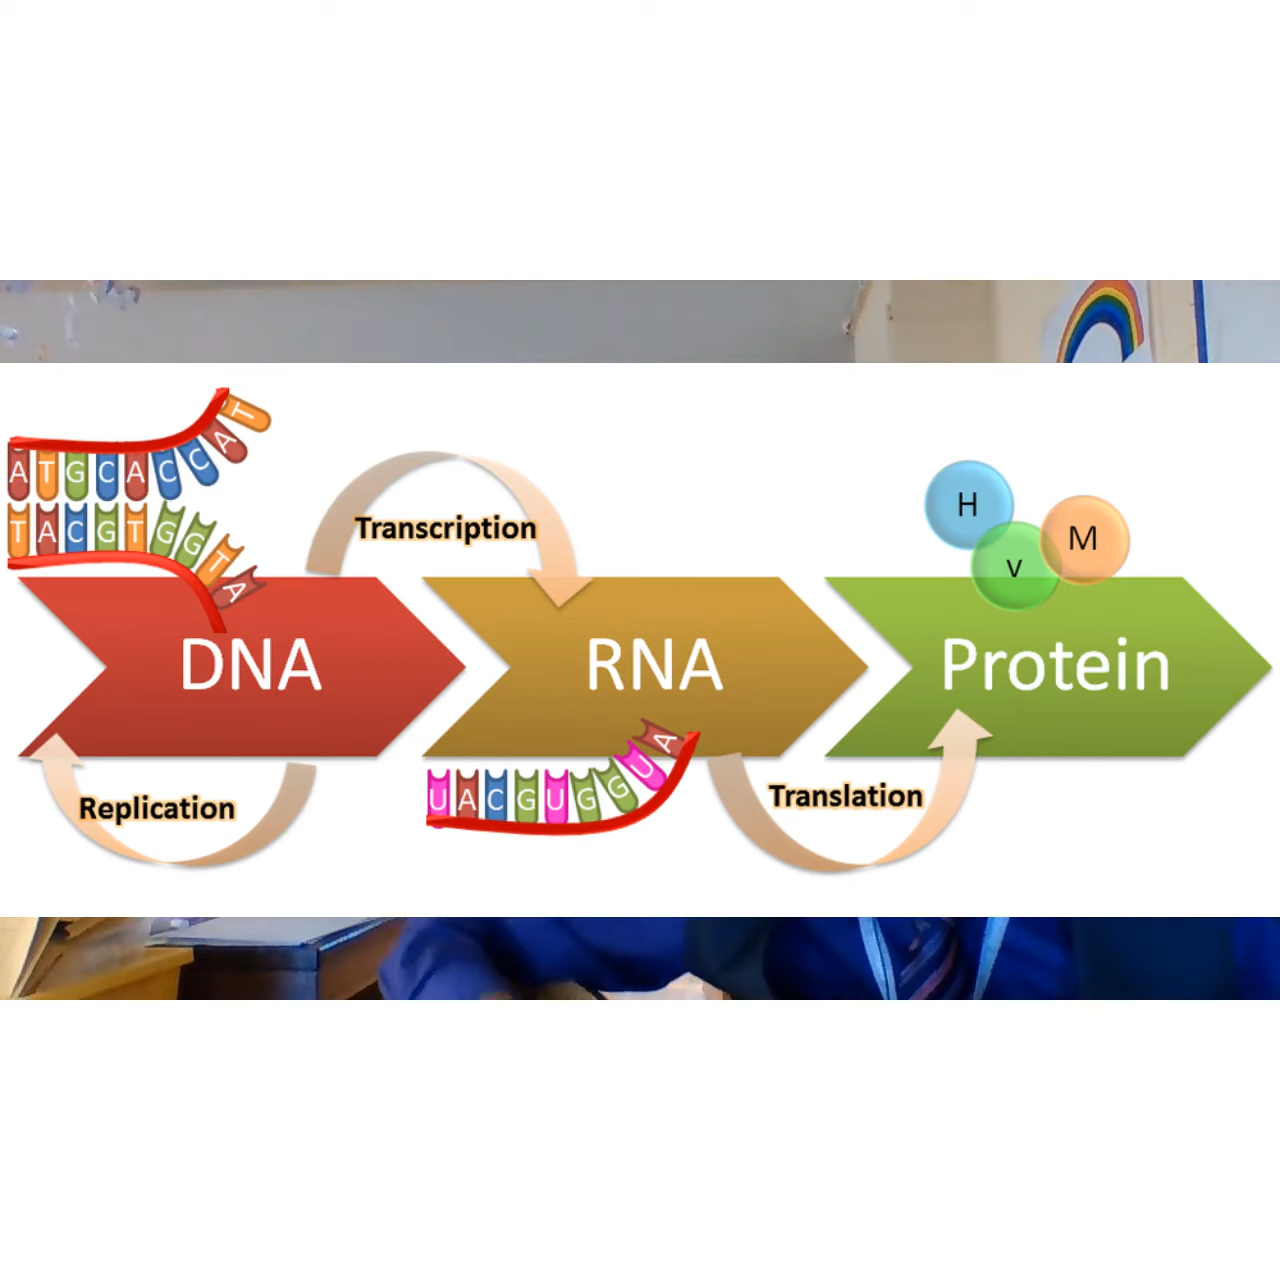 ATGCACCAT
TACGTGGTA
Transcription
H
V
M
DNA
RNA
Protein
UACGUGGUA
Replication
Translation